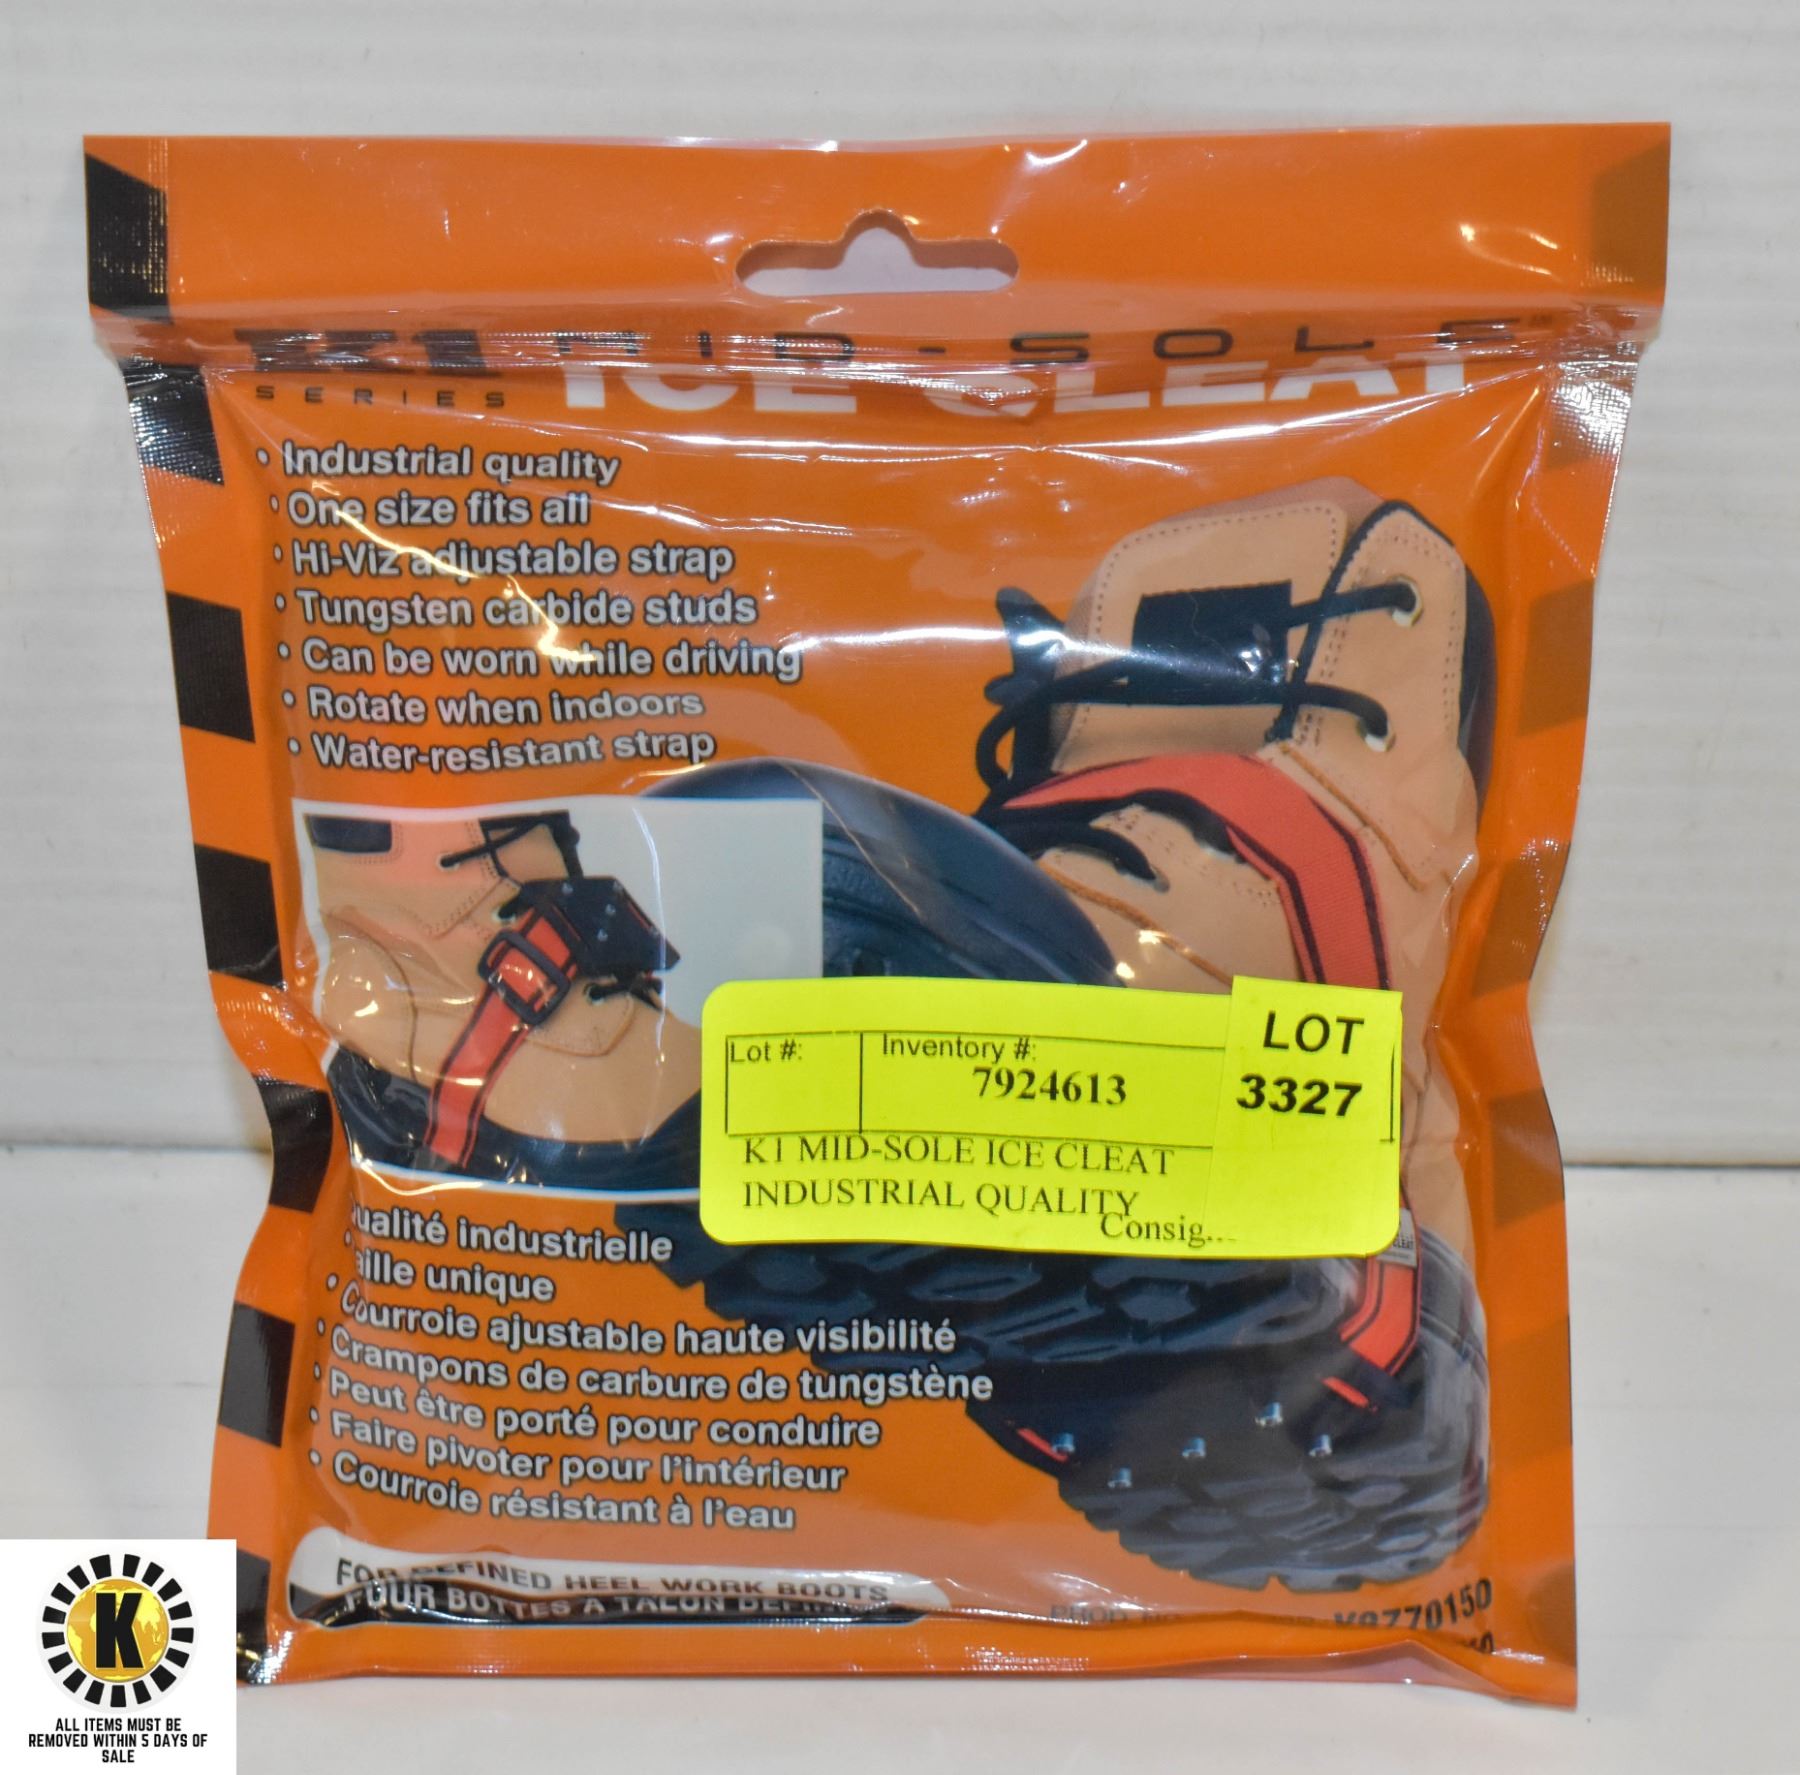 K1 MID-SOLE
SERIES ICE CLEAT
• Industrial quality
• One size fits all
• Hi-Viz adjustable strap
• Tungsten carbide studs
• Can be worn while driving
• Rotate when indoors
• Water-resistant strap
Lot #:
Inventory #:
7924613
LOT
3327
K1 MID-SOLE ICE CLEAT
INDUSTRIAL QUALITY
Consig...
ualité industrielle
• aille unique
• Courroie ajustable haute visibilité
• Crampons de carbure de tungstène
• Peut être porté pour conduire
• Faire pivoter pour l'intérieur
• Courroie résistant à l'eau
FOR DEFINED HEEL WORK BOOTS
POUR BOTTES À TALON
PROD. NO. V8770150
K
ALL ITEMS MUST BE
REMOVED WITHIN 5 DAYS OF
SALE